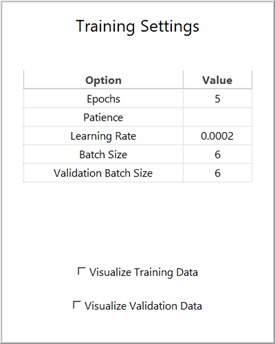 Training Settings
Option Value
Epochs 5
Patience
Learning Rate 0.0002
Batch Size 6
Validation Batch Size 6
Visualize Training Data
Visualize Validation Data